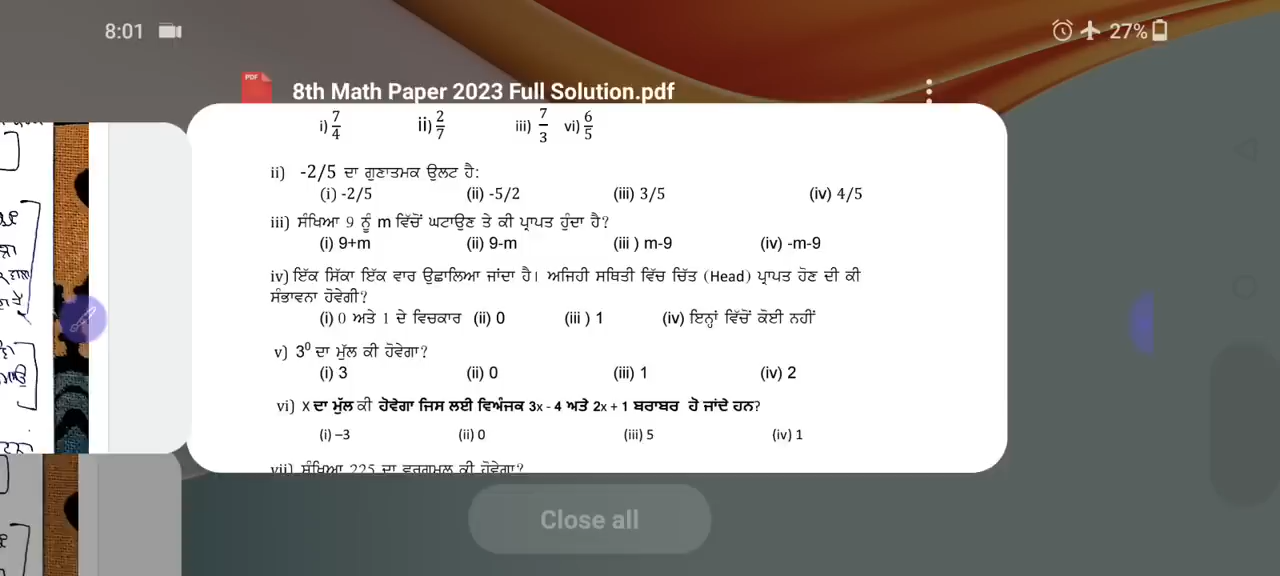 8:01 27%
PDF 8th Math Paper 2023 Full Solution.pdf
i) 7/4 ii) 2/7 iii) 7/3 vi) 6/5
ii) -2/5 ਦਾ ਗੁਣਾਤਮਕ ਉਲਟ ਹੈ:
(i) -2/5 (ii) -5/2 (iii) 3/5 (iv) 4/5
iii) ਸੰਖਿਆ 9 ਨੂੰ m ਵਿੱਚੋਂ ਘਟਾਉਣ ਤੇ ਕੀ ਪ੍ਰਾਪਤ ਹੁੰਦਾ ਹੈ?
(i) 9+m (ii) 9-m (iii ) m-9 (iv) -m-9
iv) ਇੱਕ ਸਿੱਕਾ ਇੱਕ ਵਾਰ ਉਛਾਲਿਆ ਜਾਂਦਾ ਹੈ। ਅਜਿਹੀ ਸਥਿਤੀ ਵਿੱਚ ਚਿੱਤ (Head) ਪ੍ਰਾਪਤ ਹੋਣ ਦੀ ਕੀ
ਸੰਭਾਵਨਾ ਹੋਵੇਗੀ?
(i) 0 ਅਤੇ 1 ਦੇ ਵਿਚਕਾਰ (ii) 0 (iii ) 1 (iv) ਇਨ੍ਹਾਂ ਵਿੱਚੋਂ ਕੋਈ ਨਹੀਂ
v) 3⁰ ਦਾ ਮੁੱਲ ਕੀ ਹੋਵੇਗਾ?
(i) 3 (ii) 0 (iii) 1 (iv) 2
vi) X ਦਾ ਮੁੱਲ ਕੀ ਹੋਵੇਗਾ ਜਿਸ ਲਈ ਵਿਅੰਜਕ 3x - 4 ਅਤੇ 2x + 1 ਬਰਾਬਰ ਹੋ ਜਾਂਦੇ ਹਨ?
(i) –3 (ii) 0 (iii) 5 (iv) 1
vii) ਸੰਖਿਆ 225 ਦਾ ਵਰਗਮੂਲ ਕੀ ਹੋਵੇਗਾ?
Close all